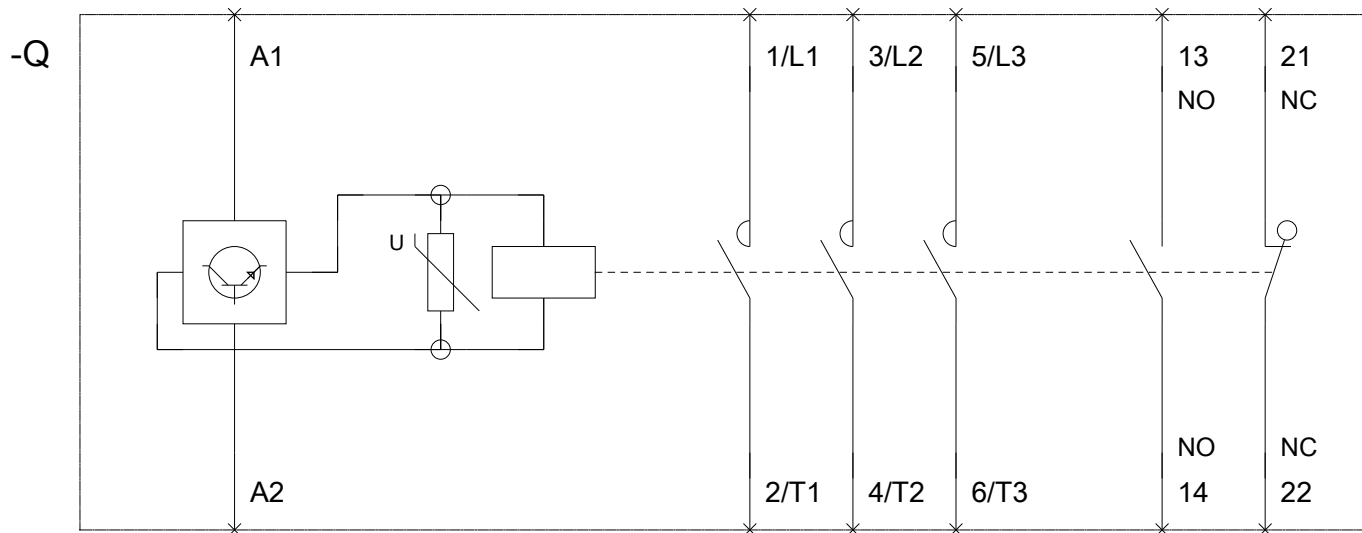 -Q
A1 1/L1 3/L2 5/L3 13 21
NO NC
U
NO NC
A2 2/T1 4/T2 6/T3 14 22